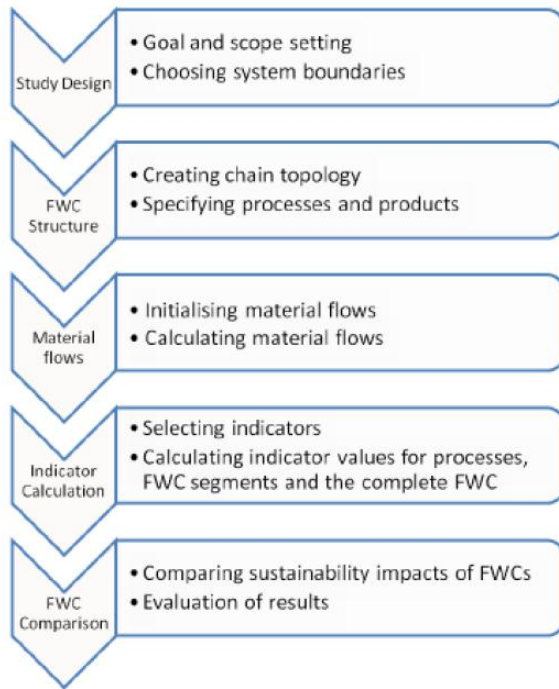 Study Design
• Goal and scope setting
• Choosing system boundaries
FWC
Structure
• Creating chain topology
• Specifying processes and products
Material
flows
• Initialising material flows
• Calculating material flows
Indicator
Calculation
• Selecting indicators
• Calculating indicator values for processes,
FWC segments and the complete FWC
FWC
Comparison
• Comparing sustainability impacts of FWCs
• Evaluation of results